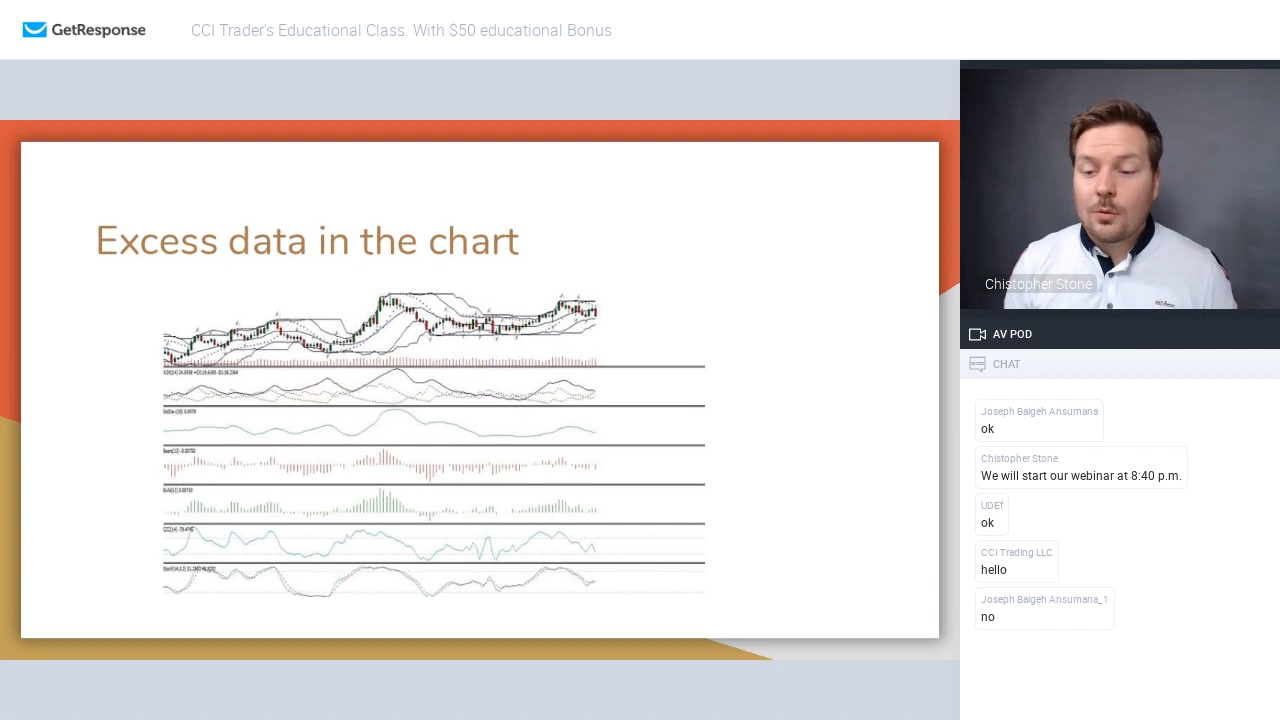 GetResponse
CCI Trader's Educational Class. With $50 educational Bonus
Excess data in the chart
Chistopher Stone
AV POD
CHAT
Joseph Baigeh Ansumana
ok
Chistopher Stone
We will start our webinar at 8:40 p.m.
UDEf
ok
CCI Trading LLC
hello
Joseph Baigeh Ansumana_1
no